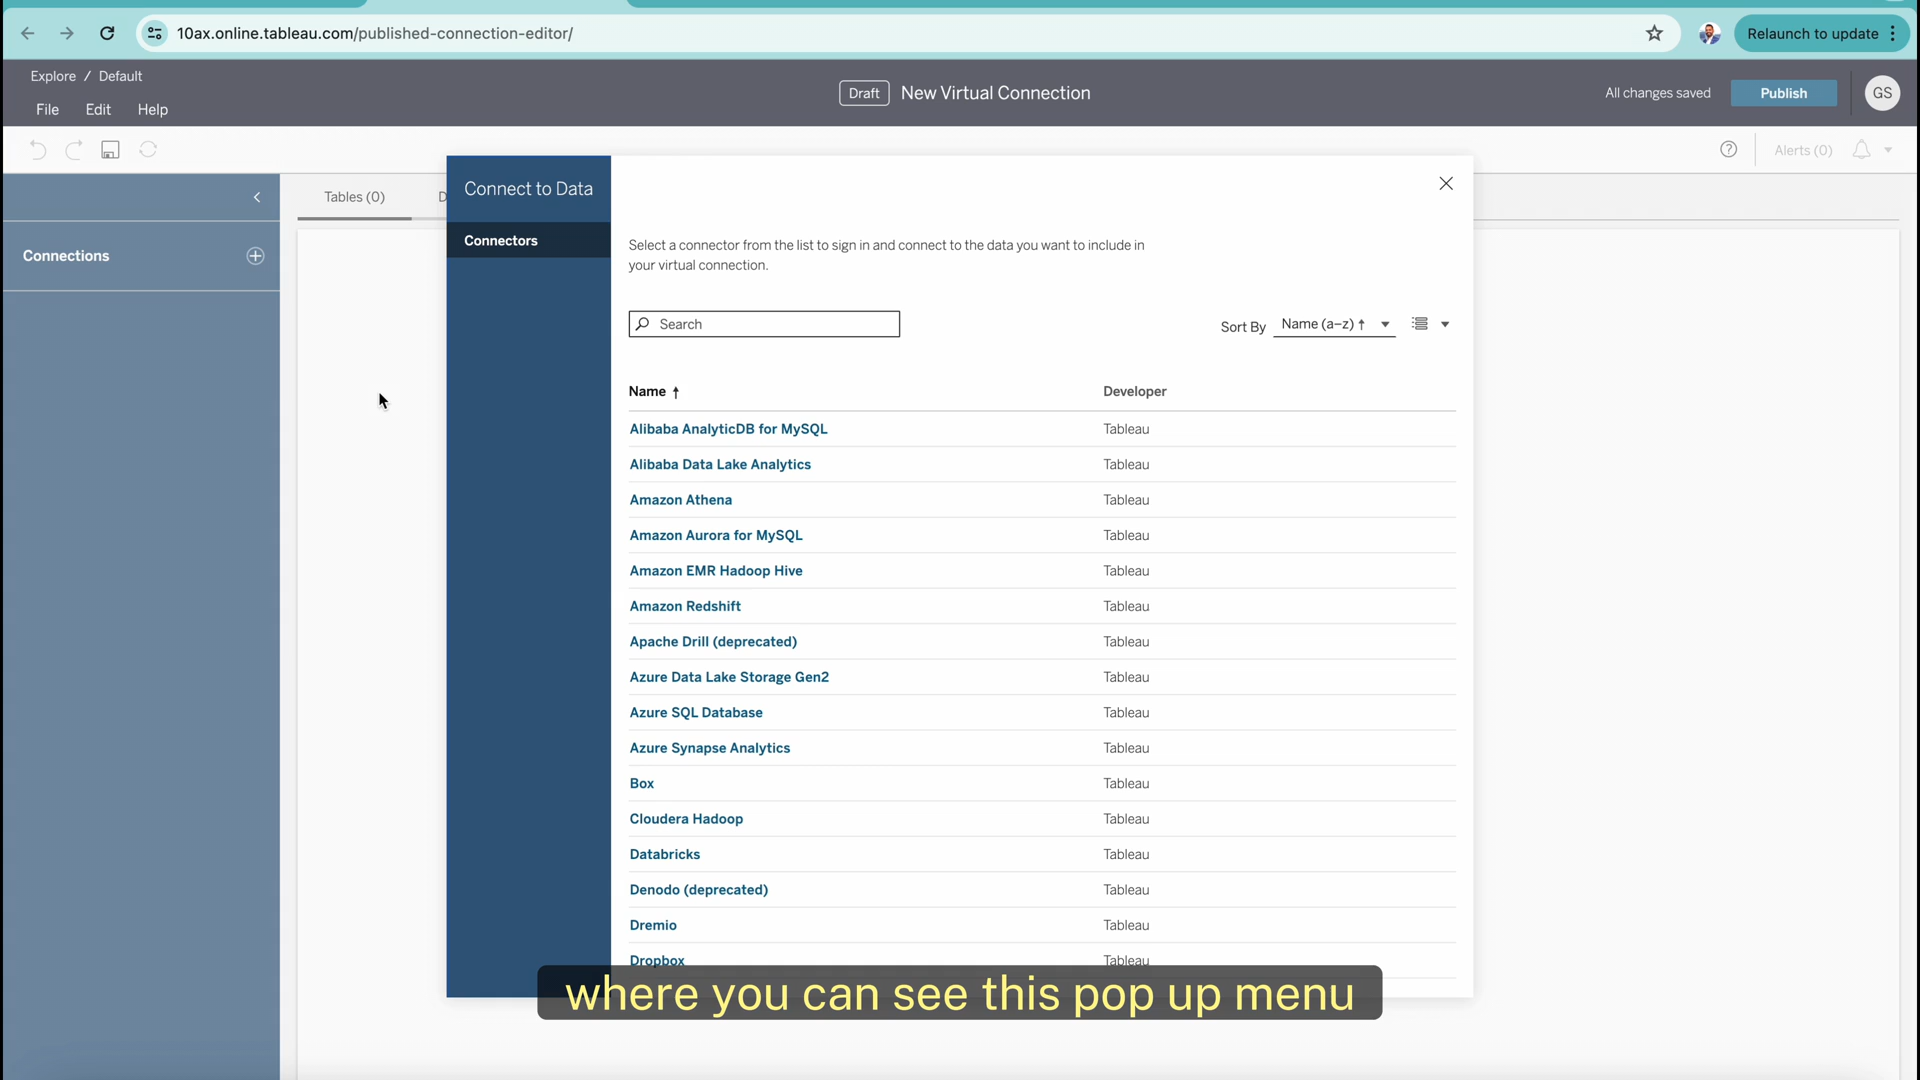 10ax.online.tableau.com/published-connection-editor/
Relaunch to update
Explore / Default
File Edit Help
Draft New Virtual Connection
All changes saved
Publish
GS
Alerts (0)
Tables (0)
D
Connections
Connect to Data
Connectors
Select a connector from the list to sign in and connect to the data you want to include in
your virtual connection.
Search
Sort By Name (a–z) ↑
Name ↑ Developer
Alibaba AnalyticDB for MySQL Tableau
Alibaba Data Lake Analytics Tableau
Amazon Athena Tableau
Amazon Aurora for MySQL Tableau
Amazon EMR Hadoop Hive Tableau
Amazon Redshift Tableau
Apache Drill (deprecated) Tableau
Azure Data Lake Storage Gen2 Tableau
Azure SQL Database Tableau
Azure Synapse Analytics Tableau
Box Tableau
Cloudera Hadoop Tableau
Databricks Tableau
Denodo (deprecated) Tableau
Dremio Tableau
Dropbox Tableau
where you can see this pop up menu